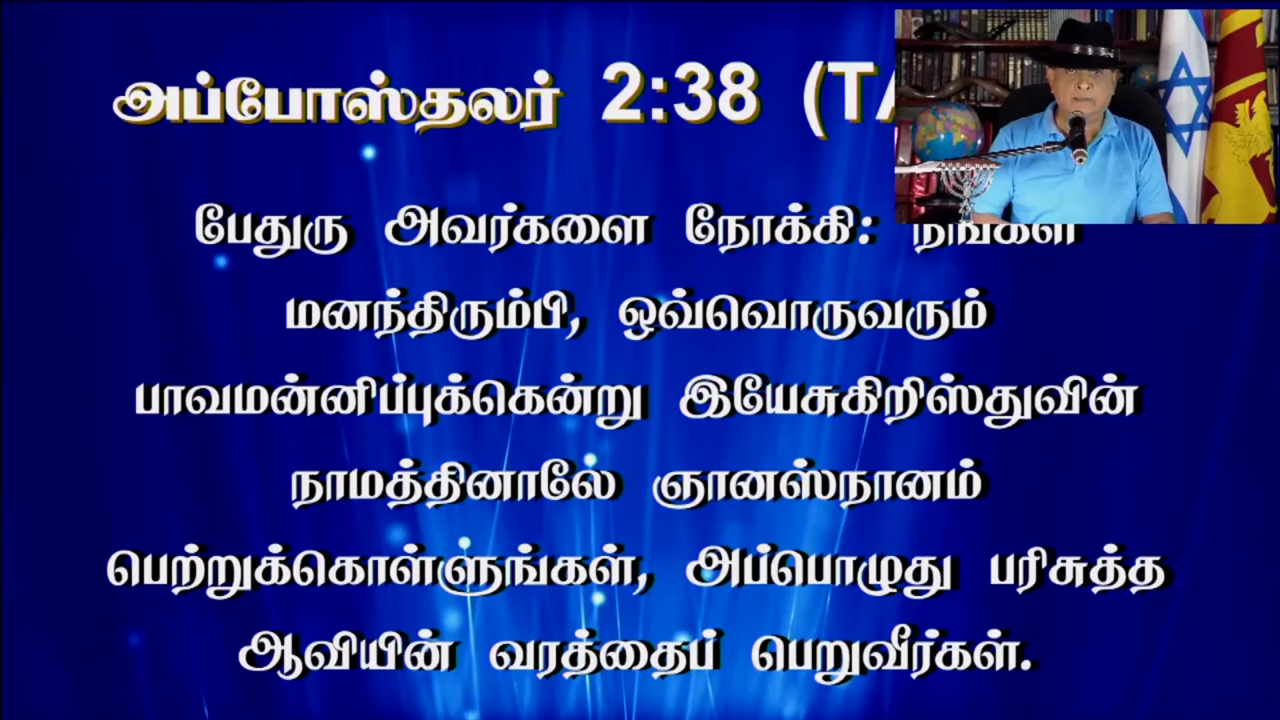 அப்போஸ்தலர் 2:38 (TA
பேதுரு அவர்களை நோக்கி: நீங்கள்
மனந்திரும்பி, ஒவ்வொருவரும்
பாவமன்னிப்புக்கென்று இயேசுகிறிஸ்துவின்
நாமத்தினாலே ஞானஸ்நானம்
பெற்றுக்கொள்ளுங்கள், அப்பொழுது பரிசுத்த
ஆவியின் வரத்தைப் பெறுவீர்கள்.